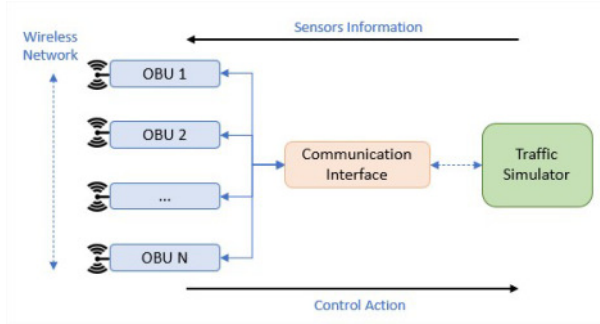 Sensors Information
Wireless
Network
OBU 1
OBU 2
...
OBU N
Communication
Interface
Traffic
Simulator
Control Action